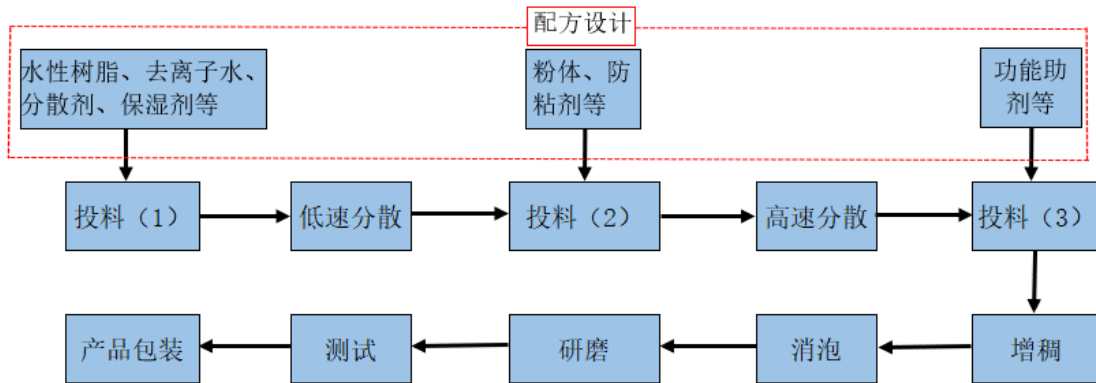 配方设计
水性树脂、去离子水、
分散剂、保湿剂等
粉体、防
粘剂等
功能助
剂等
投料（1）
低速分散
投料（2）
高速分散
投料（3）
增稠
消泡
研磨
测试
产品包装